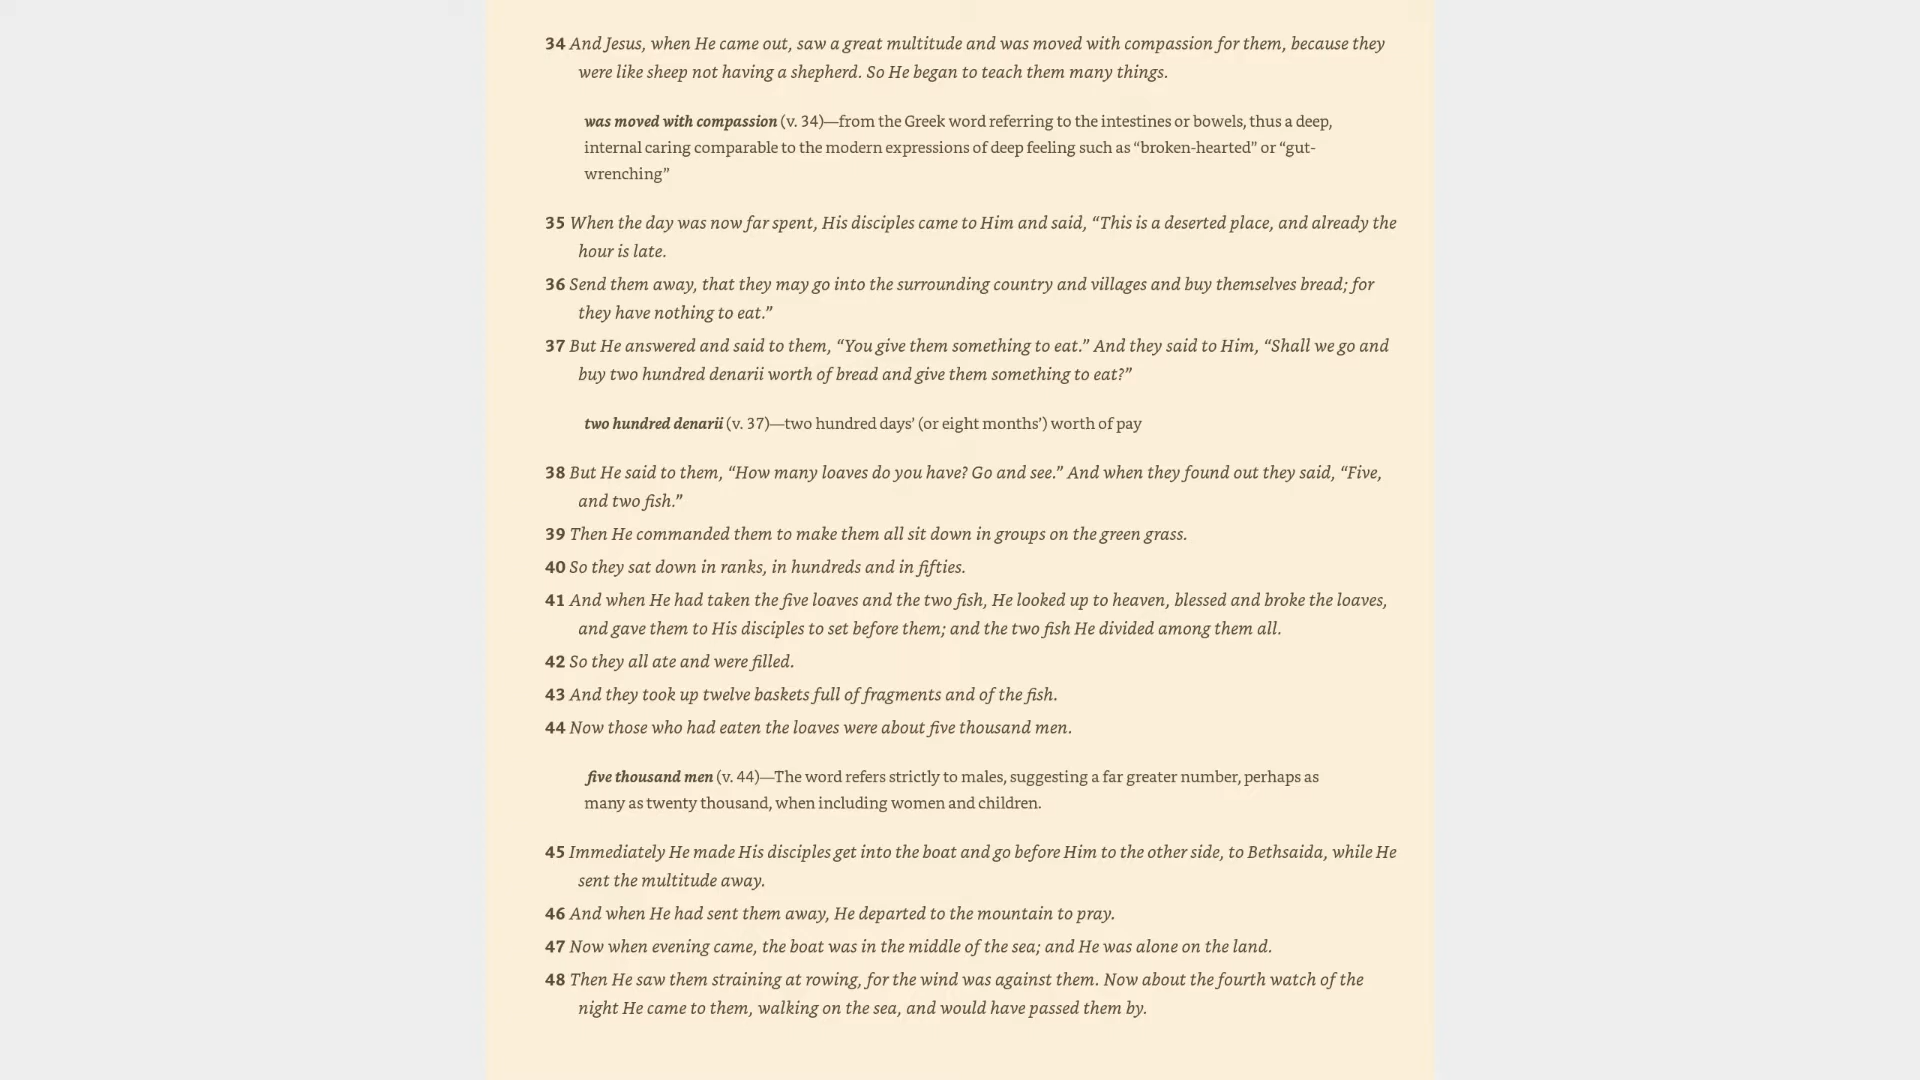 34 And Jesus, when He came out, saw a great multitude and was moved with compassion for them, because they
were like sheep not having a shepherd. So He began to teach them many things.
was moved with compassion (v. 34)—from the Greek word referring to the intestines or bowels, thus a deep,
internal caring comparable to the modern expressions of deep feeling such as “broken-hearted" or “gut-
wrenching”
35 When the day was now far spent, His disciples came to Him and said, “This is a deserted place, and already the
hour is late.
36 Send them away, that they may go into the surrounding country and villages and buy themselves bread; for
they have nothing to eat.”
37 But He answered and said to them, “You give them something to eat.” And they said to Him, “Shall we go and
buy two hundred denarii worth of bread and give them something to eat?”
two hundred denarii (v. 37)—two hundred days’ (or eight months’) worth of pay
38 But He said to them, “How many loaves do you have? Go and see.” And when they found out they said, “Five,
and two fish.”
39 Then He commanded them to make them all sit down in groups on the green grass.
40 So they sat down in ranks, in hundreds and in fifties.
41 And when He had taken the five loaves and the two fish, He looked up to heaven, blessed and broke the loaves,
and gave them to His disciples to set before them; and the two fish He divided among them all.
42 So they all ate and were filled.
43 And they took up twelve baskets full of fragments and of the fish.
44 Now those who had eaten the loaves were about five thousand men.
five thousand men (v. 44)—The word refers strictly to males, suggesting a far greater number, perhaps as
many as twenty thousand, when including women and children.
45 Immediately He made His disciples get into the boat and go before Him to the other side, to Bethsaida, while He
sent the multitude away.
46 And when He had sent them away, He departed to the mountain to pray.
47 Now when evening came, the boat was in the middle of the sea; and He was alone on the land.
48 Then He saw them straining at rowing, for the wind was against them. Now about the fourth watch of the
night He came to them, walking on the sea, and would have passed them by.